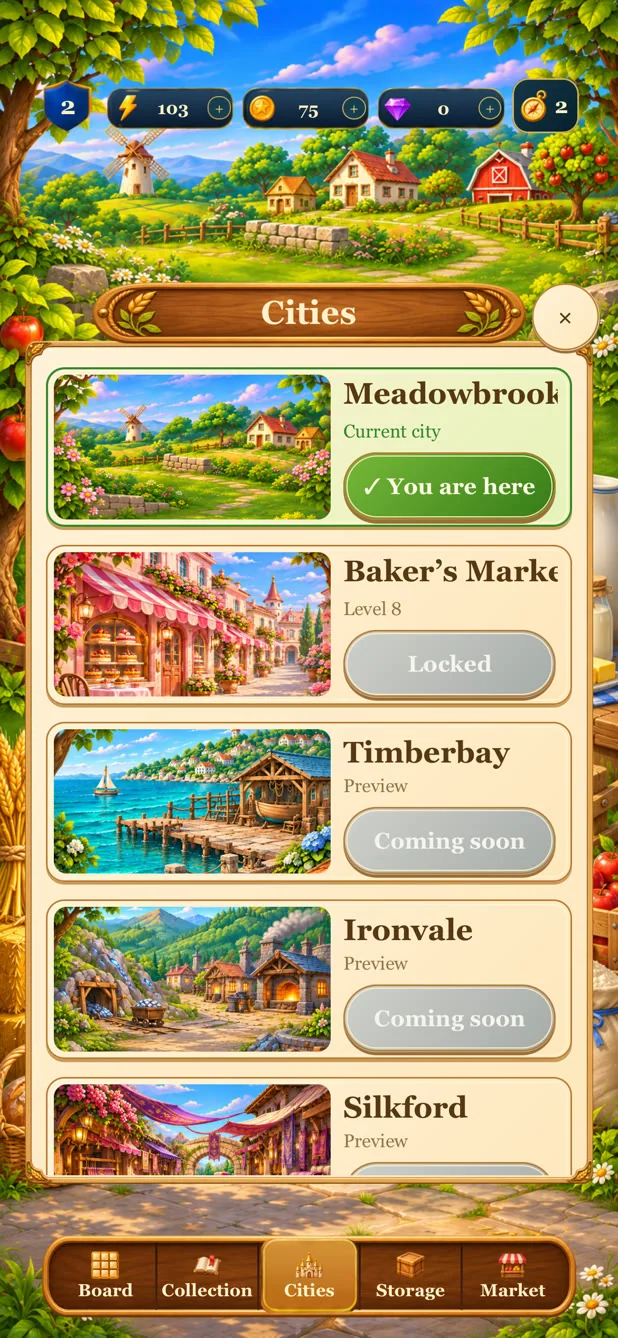 2
103
+
75
+
0
+
2
Cities
×
Meadowbrook
Current city
✓ You are here
Baker's Marke
Level 8
Locked
Timberbay
Preview
Coming soon
Ironvale
Preview
Coming soon
Silkford
Preview
Board
Collection
Cities
Storage
Market